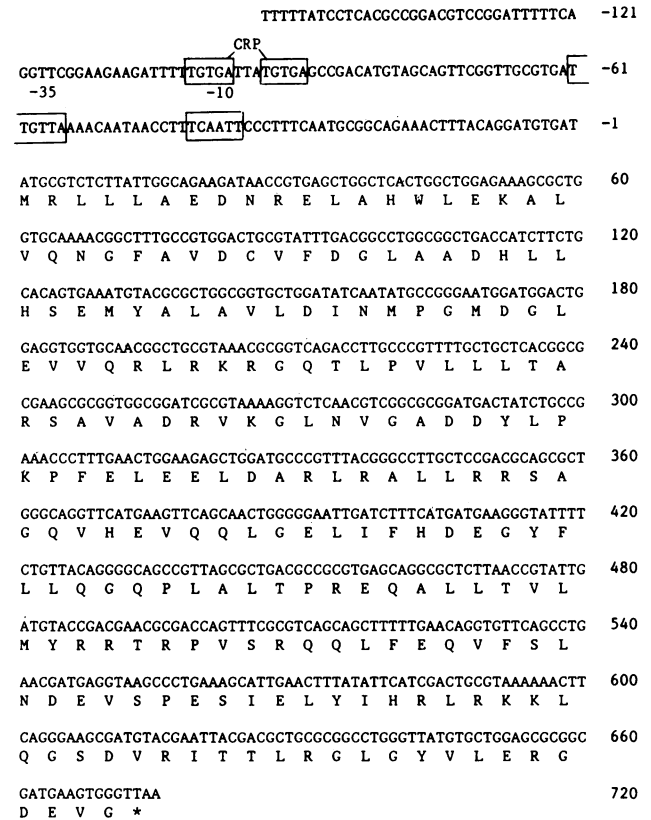 TTTTTATCCTCACGCCGGACGTCCGGATTTTTCA -121
CRP
GGTTCGGAAGAAGATTTTTGTGATTATGTGAGCCGACATGTAGCAGTTCGGTTGCGTGAT -61
-35 -10
TGTTAAAACAATAACCTTTCAATTCCCTTTCAATGCGGCAGAAACTTTACAGGATGTGAT -1
ATGCGTCTCTTATTGGCAGAAGATAACCGTGAGCTGGCTCACTGGCTGGAGAAAGCGCTG 60
M R L L L A E D N R E L A H W L E K A L
GTGCAAAACGGCTTTGCCGTGGACTGCGTATTTGACGGCCTGGCGGCTGACCATCTTCTG 120
V Q N G F A V D C V F D G L A A D H L L
CACAGTGAAATGTACGCGCTGGCGGTGCTGGATATCAATATGCCGGGAATGGATGGACTG 180
H S E M Y A L A V L D I N M P G M D G L
GAGGTGGTGCAACGGCTGCGTAAACGCGGTCAGACCTTGCCCGTTTTGCTGCTCACGGCG 240
E V V Q R L R K R G Q T L P V L L L T A
CGAAGCGCGGTGGCGGATCGCGTAAAAGGTCTCAACGTCGGCGCGGATGACTATCTGCCG 300
R S A V A D R V K G L N V G A D D Y L P
AAACCCTTTGAACTGGAAGAGCTGGATGCCCGTTTACGGGCCTTGCTCCGACGCAGCGCT 360
K P F E L E E L D A R L R A L L R R S A
GGGCAGGTTCATGAAGTTCAGCAACTGGGGGAATTGATCTTTCATGATGAAGGGTATTTT 420
G Q V H E V Q Q L G E L I F H D E G Y F
CTGTTACAGGGGCAGCCGTTAGCGCTGACGCCGCGTGAGCAGGCGCTCTTAACCGTATTG 480
L L Q G Q P L A L T P R E Q A L L T V L
ATGTACCGACGAACGCGACCAGTTTCGCGTCAGCAGCTTTTTGAACAGGTGTTCAGCCTG 540
M Y R R T R P V S R Q Q L F E Q V F S L
AACGATGAGGTAAGCCCTGAAAGCATTGAACTTTATATTCATCGACTGCGTAAAAAACTT 600
N D E V S P E S I E L Y I H R L R K K L
CAGGGAAGCGATGTACGAATTACGACGCTGCGCGGCCTGGGTTATGTGCTGGAGCGCGGC 660
Q G S D V R I T T L R G L G Y V L E R G
GATGAAGTGGGTTAA 720
D E V G *